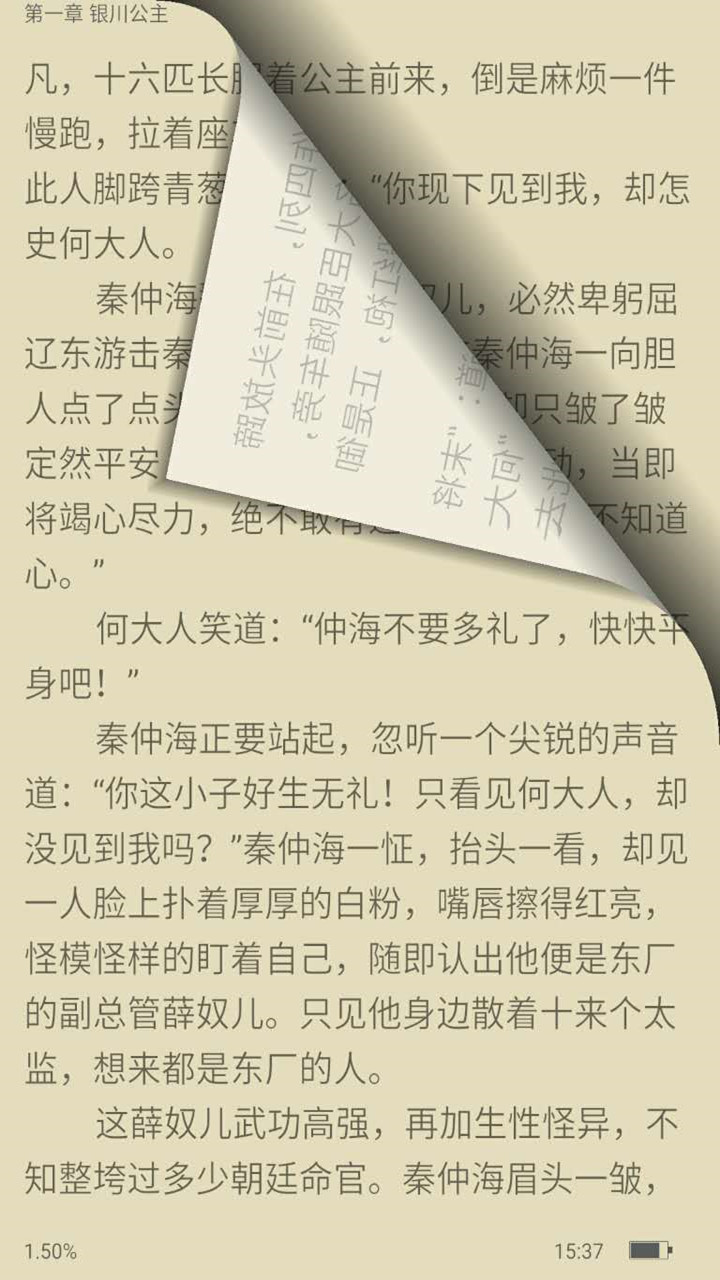 第一章 银川公主
凡，十六匹长 着公主前来，倒是麻烦一件
慢跑，拉着座
此人脚跨青葱 “你现下见到我，却怎
史何大人。
秦仲海 儿，必然卑躬屈
辽东游击秦 秦仲海一向胆
人点了点头 却只皱了皱
定然平安 动，当即
将竭心尽力，绝不敢有 不知道
心。”
何大人笑道：“仲海不要多礼了，快快平
身吧！”
秦仲海正要站起，忽听一个尖锐的声音
道：“你这小子好生无礼！只看见何大人，却
没见到我吗？”秦仲海一怔，抬头一看，却见
一人脸上扑着厚厚的白粉，嘴唇擦得红亮，
怪模怪样的盯着自己，随即认出他便是东厂
的副总管薛奴儿。只见他身边散着十来个太
监，想来都是东厂的人。
这薛奴儿武功高强，再加生性怪异，不
知整垮过多少朝廷命官。秦仲海眉头一皱，
1.50% 15:37